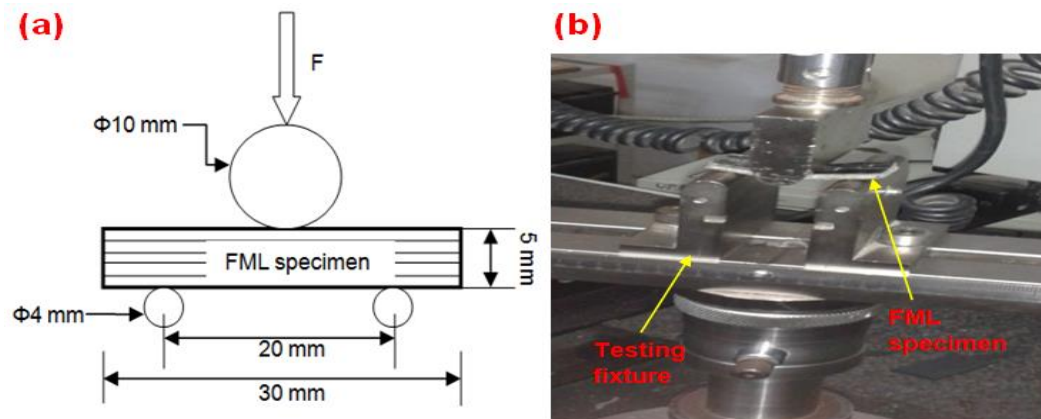 (a)
F
Φ10 mm
FML specimen
5 mm
Φ4 mm
20 mm
30 mm
(b)
FML
specimen
Testing
fixture